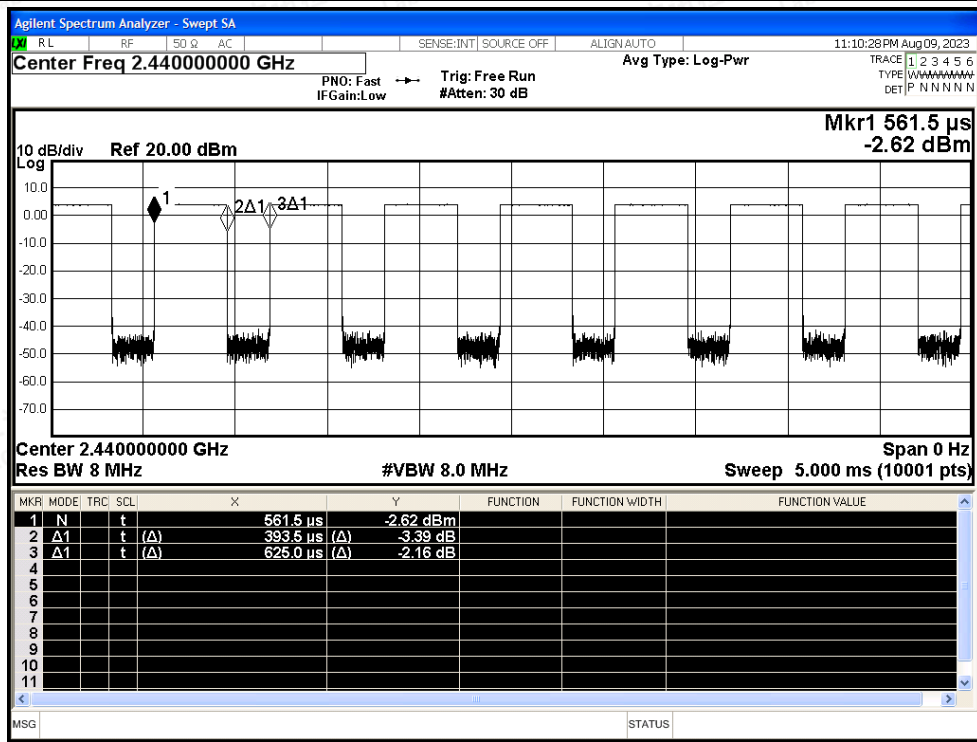 Agilent Spectrum Analyzer - Swept SA
LXI RL RF 50 Ω AC SENSE:INT SOURCE OFF ALIGN AUTO 11:10:28 PM Aug 09, 2023
Center Freq 2.440000000 GHz Avg Type: Log-Pwr TRACE 1 2 3 4 5 6
PNO: Fast Trig: Free Run TYPE WWWWWW
IFGain:Low #Atten: 30 dB DET P N N N N N
Mkr1 561.5 µs
10 dB/div Ref 20.00 dBm -2.62 dBm
Log
10.0
1 2Δ1 3Δ1
0.00
-10.0
-20.0
-30.0
-40.0
-50.0
-60.0
-70.0
Center 2.440000000 GHz Span 0 Hz
Res BW 8 MHz #VBW 8.0 MHz Sweep 5.000 ms (10001 pts)
MKR MODE TRC SCL X Y FUNCTION FUNCTION WIDTH FUNCTION VALUE
1 N t 561.5 µs -2.62 dBm
2 Δ1 t (Δ) 393.5 µs (Δ) -3.39 dB
3 Δ1 t (Δ) 625.0 µs (Δ) -2.16 dB
4
5
6
7
8
9
10
11
MSG STATUS